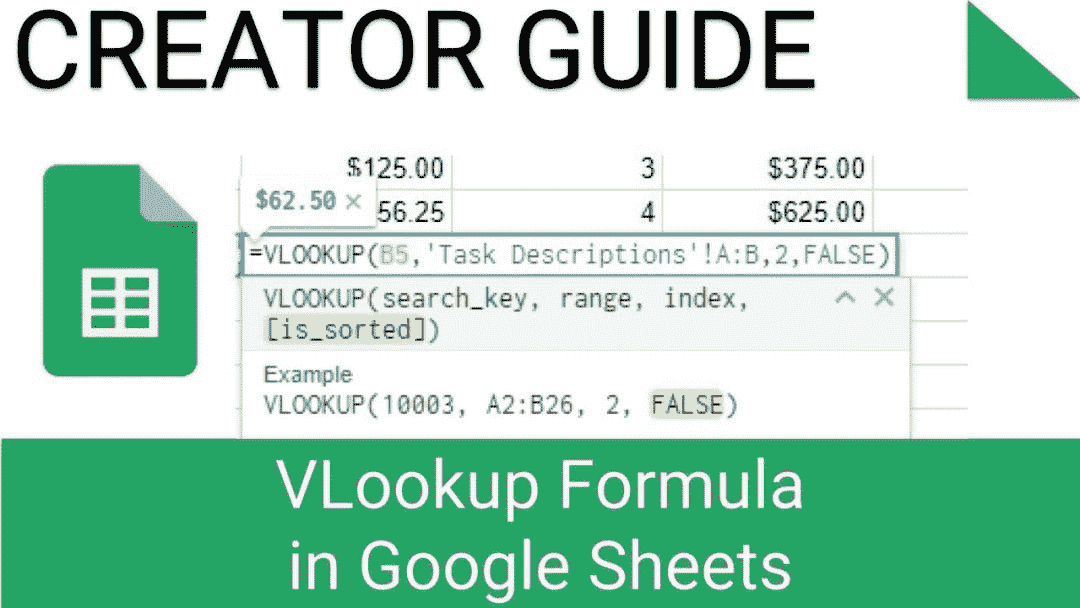 CREATOR GUIDE
$125.00 3 $375.00
$62.50 ×
56.25 4 $625.00
=VLOOKUP(B5,'Task Descriptions'!A:B,2,FALSE)
VLOOKUP(search_key, range, index,
[is_sorted])
Example
VLOOKUP(10003, A2:B26, 2, FALSE)
VLookup Formula
in Google Sheets